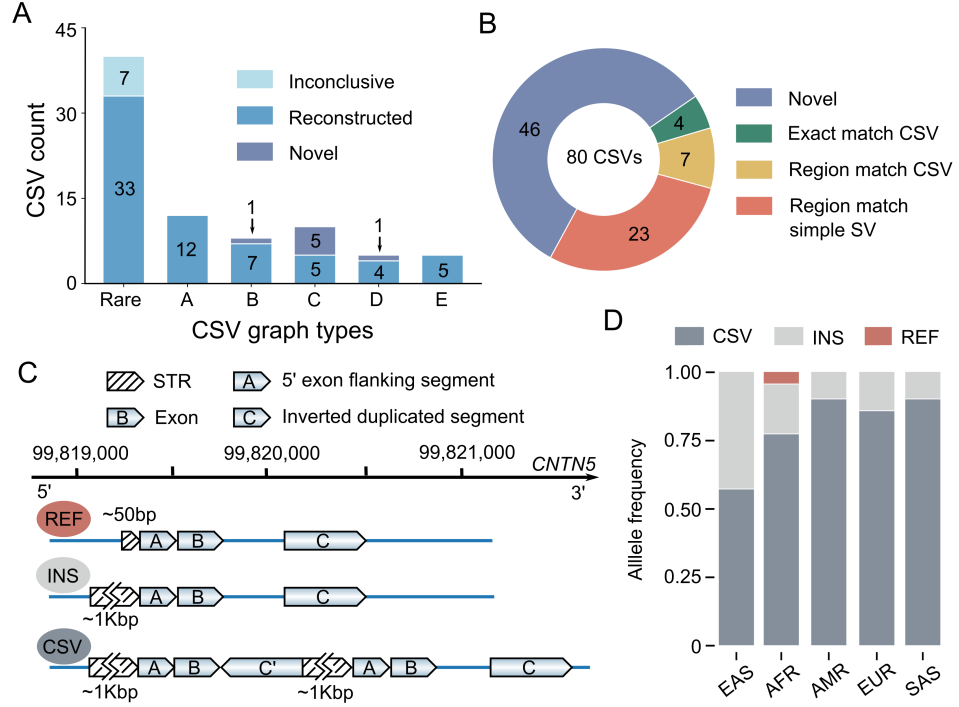 A
45
30
15
0
CSV count
7
33
12
1
7
5
5
1
4
5
Inconclusive
Reconstructed
Novel
Rare A B C D E
CSV graph types
B
46
4
7
23
80 CSVs
Novel
Exact match CSV
Region match CSV
Region match
simple SV
C
STR
A 5' exon flanking segment
B Exon
C Inverted duplicated segment
99,819,000 99,820,000 99,821,000
CNTN5
5' 3'
REF ~50bp
A B C
INS
A B C
~1Kbp
CSV
A B C' A B C
~1Kbp ~1Kbp
D
CSV INS REF
Alllele frequency
1.00
0.75
0.50
0.25
0
EAS AFR AMR EUR SAS